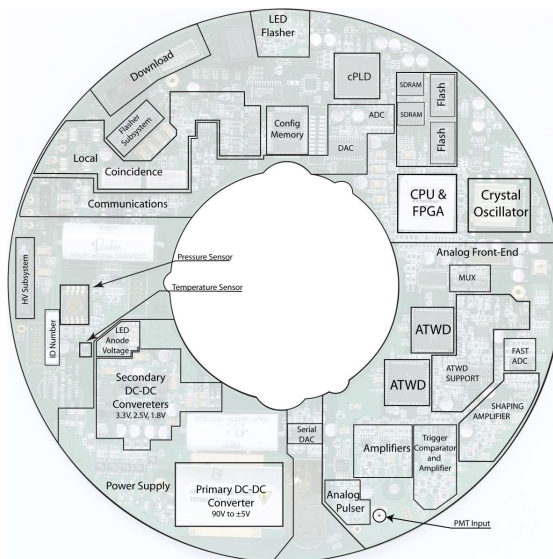 LED
Flasher
Download
cPLD
SDRAM
Flash
SDRAM
Flash
Flasher
Subsystem
Config
Memory
ADC
DAC
Local
Coincidence
Communications
CPU &
FPGA
Crystal
Oscillator
Analog Front-End
Pressure Sensor
MUX
HV Subsystem
Temperature Sensor
ID Number
LED
Anode
Voltage
ATWD
FAST
ADC
Secondary
DC-DC
Convereters
3.3V, 2.5V, 1.8V
ATWD
ATWD
SUPPORT
SHAPING
AMPLIFIER
Serial
DAC
Amplifiers
Trigger
Comparator
and
Amplifier
Power Supply
Primary DC-DC
Converter
90V to ±5V
Analog
Pulser
PMT Input